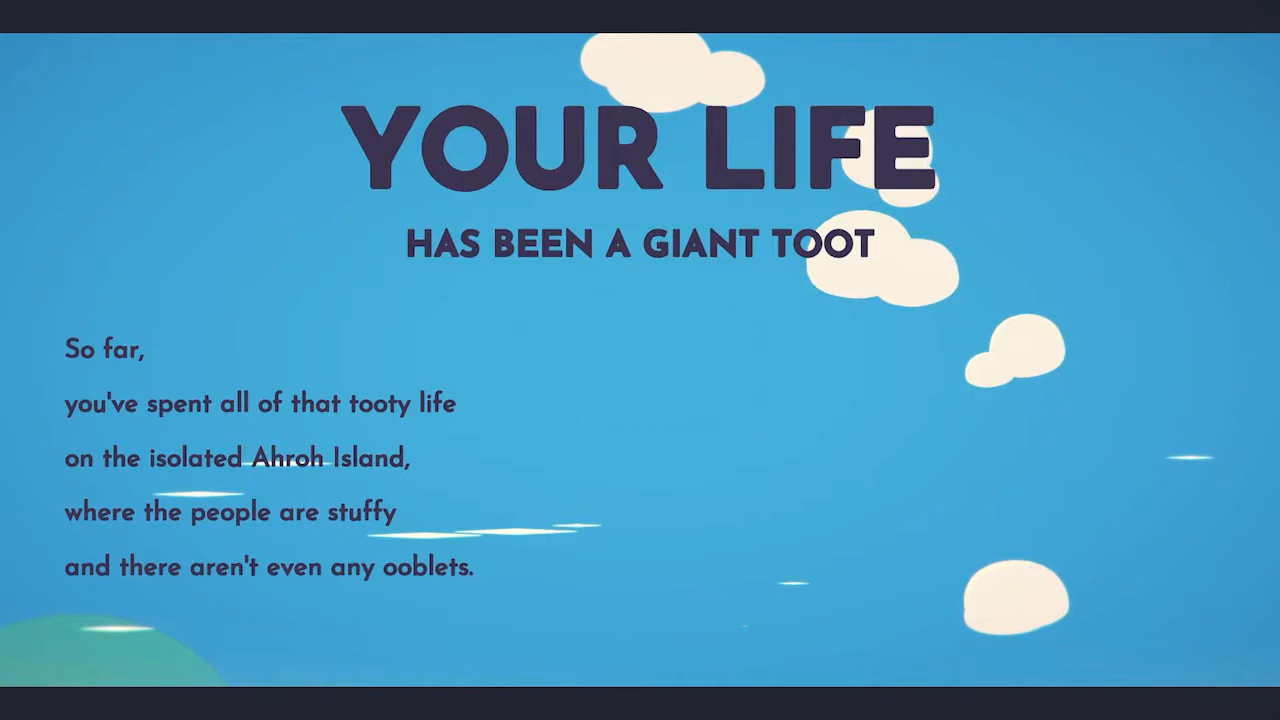 YOUR LIFE
HAS BEEN A GIANT TOOT
So far,
you've spent all of that tooty life
on the isolated Ahroh Island,
where the people are stuffy
and there aren't even any ooblets.